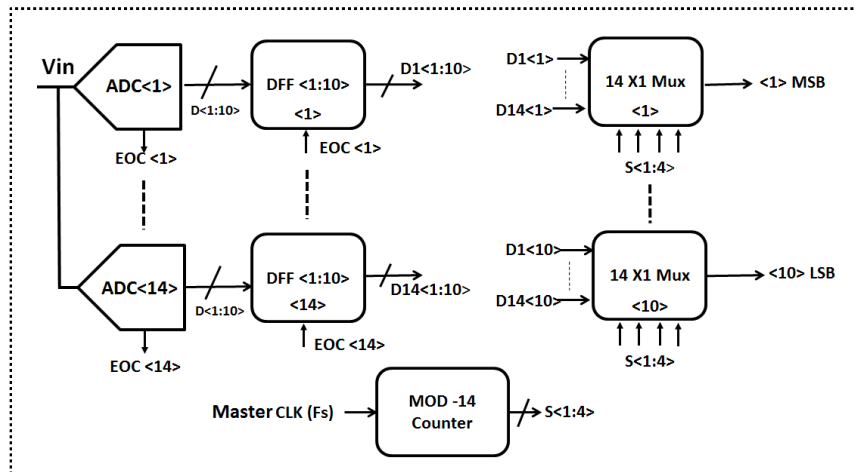 Vin
ADC<1>
D<1:10>
EOC <1>
DFF <1:10>
<1>
D1<1:10>
EOC <1>
D1<1>
D14<1>
14 X1 Mux
<1>
<1> MSB
S<1:4>
ADC<14>
D<1:10>
EOC <14>
DFF <1:10>
<14>
D14<1:10>
EOC <14>
D1<10>
D14<10>
14 X1 Mux
<10>
<10> LSB
S<1:4>
Master CLK (Fs)
MOD -14
Counter
S<1:4>